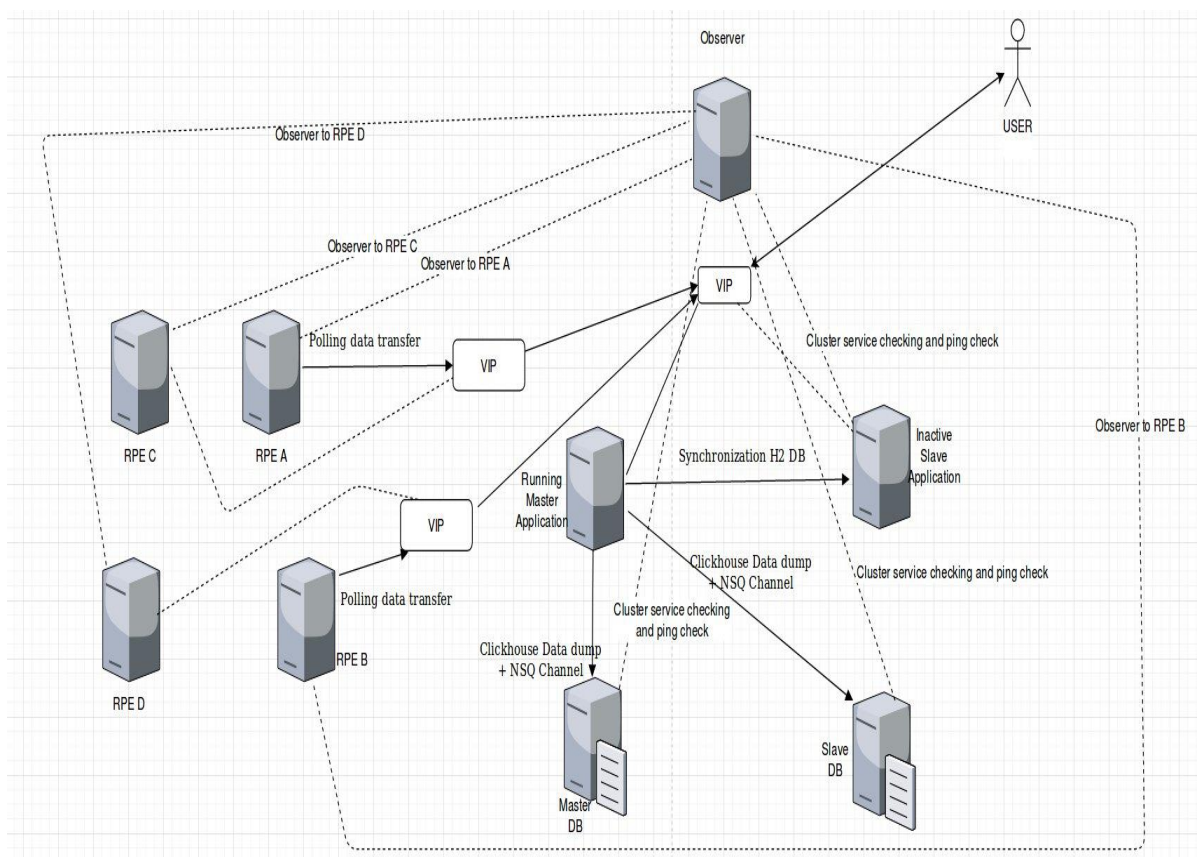 Observer
USER
Observer to RPE D
Observer to RPE C
Observer to RPE A
VIP
Polling data transfer
VIP
Cluster service checking and ping check
RPE C
RPE A
Observer to RPE B
Inactive
Slave
Application
Synchronization H2 DB
Running
Master
Application
VIP
Clickhouse Data dump
+ NSQ Channel
Cluster service checking and ping check
Polling data transfer
Cluster service checking
and ping check
Clickhouse Data dump
+ NSQ Channel
RPE B
RPE D
Slave
DB
Master
DB